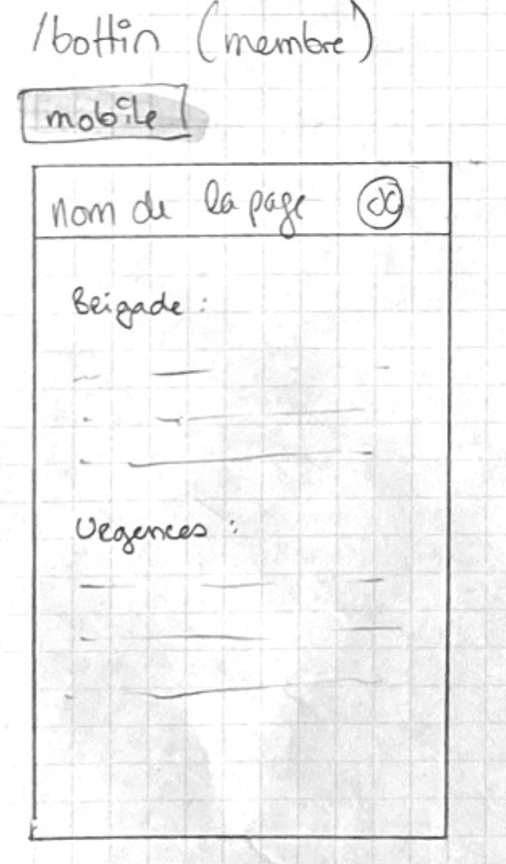 /bottin (membre)
mobile
nom de la page
Brigade :
Urgences :